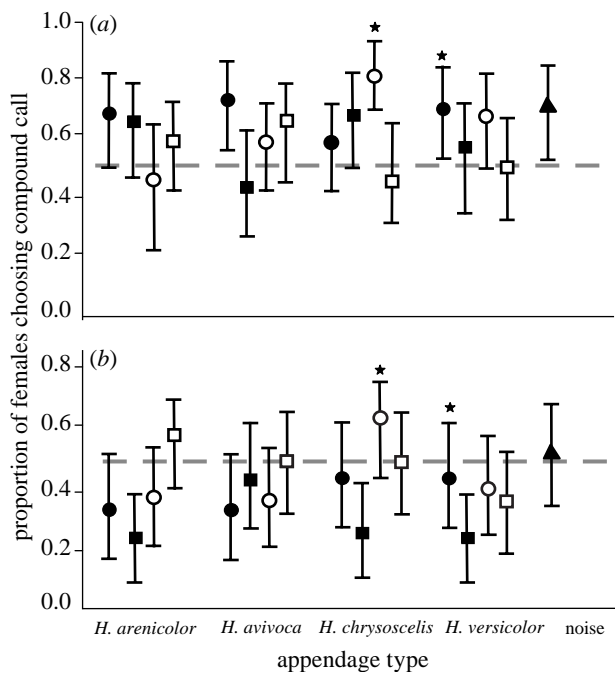 proportion of females choosing compound call
(a)
1.0
0.8
0.6
0.4
0.2
0.0
(b)
0.8
0.6
0.4
0.2
0.0
H. arenicolor H. avivoca H. chrysoscelis H. versicolor noise
appendage type